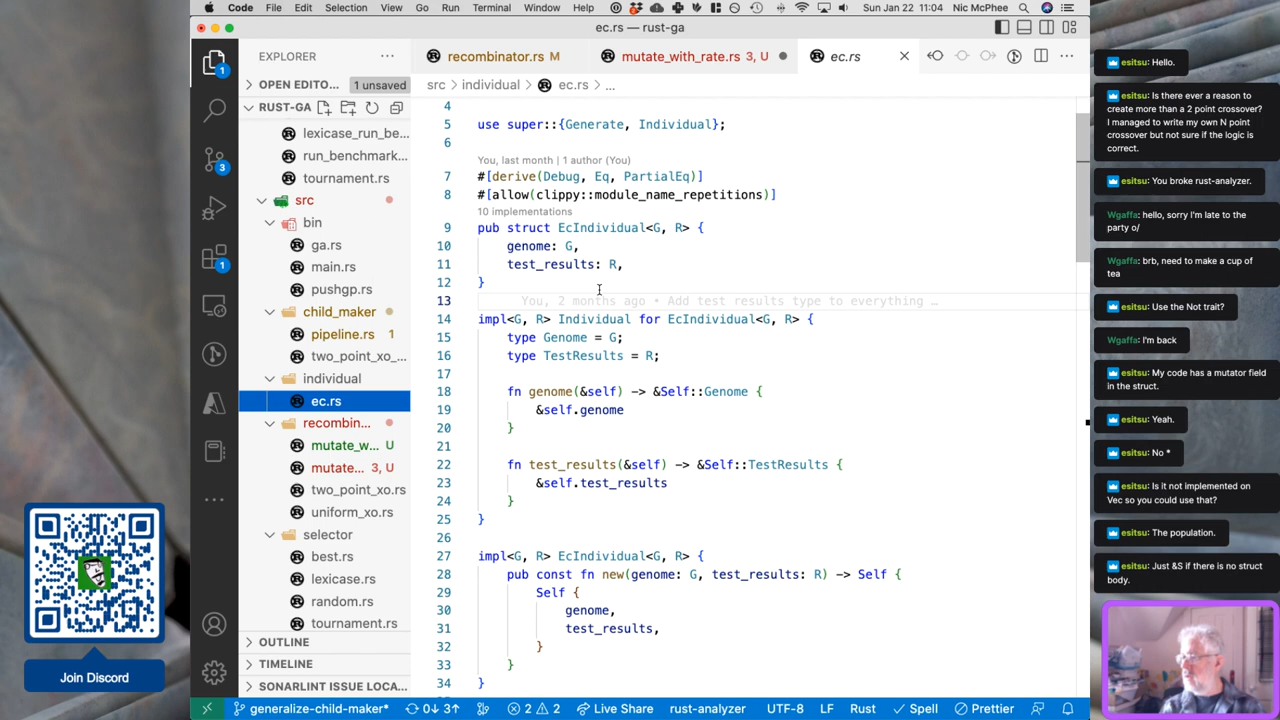 Code File Edit Selection View Go Run Terminal Window Help
Sun Jan 22 11:04 Nic McPhee
ec.rs — rust-ga
EXPLORER
OPEN EDITO... 1 unsaved
RUST-GA
lexicase_run_be...
run_benchmark...
tournament.rs
src
bin
ga.rs
main.rs
pushgp.rs
child_maker
pipeline.rs 1
two_point_xo_...
individual
ec.rs
recombin...
mutate_w... U
mutate... 3, U
two_point_xo.rs
uniform_xo.rs
selector
best.rs
lexicase.rs
random.rs
tournament.rs
OUTLINE
TIMELINE
SONARLINT ISSUE LOCA...
1
3
1
recombinator.rs M
mutate_with_rate.rs 3, U
ec.rs
src > individual > ec.rs > ...
4
5 use super::{Generate, Individual};
6
You, last month | 1 author (You)
7 #[derive(Debug, Eq, PartialEq)]
8 #[allow(clippy::module_name_repetitions)]
10 implementations
9 pub struct EcIndividual<G, R> {
10 genome: G,
11 test_results: R,
12 }
13 You, 2 months ago • Add test results type to everything …
14 impl<G, R> Individual for EcIndividual<G, R> {
15 type Genome = G;
16 type TestResults = R;
17
18 fn genome(&self) -> &Self::Genome {
19 &self.genome
20 }
21
22 fn test_results(&self) -> &Self::TestResults {
23 &self.test_results
24 }
25 }
26
27 impl<G, R> EcIndividual<G, R> {
28 pub const fn new(genome: G, test_results: R) -> Self {
29 Self {
30 genome,
31 test_results,
32 }
33 }
34 }
generalize-child-maker* 0↓ 3↑ 2 2 Live Share rust-analyzer UTF-8 LF Rust Spell Prettier
Join Discord
esitsu: Hello.
esitsu: Is there ever a reason to
create more than a 2 point crossover?
I managed to write my own N point
crossover but not sure if the logic is
correct.
esitsu: You broke rust-analyzer.
Wgaffa: hello, sorry I'm late to the
party o/
Wgaffa: brb, need to make a cup of
tea
esitsu: Use the Not trait?
Wgaffa: I'm back
esitsu: My code has a mutator field
in the struct.
esitsu: Yeah.
esitsu: No *
esitsu: Is it not implemented on
Vec so you could use that?
esitsu: The population.
esitsu: Just &S if there is no struct
body.